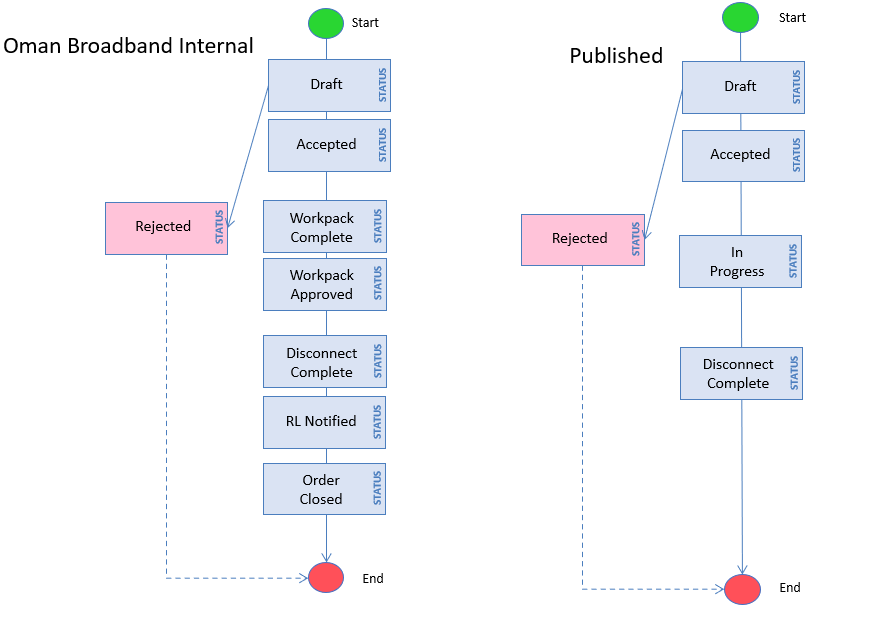 Oman Broadband Internal
Start
Draft
STATUS
Accepted
STATUS
Rejected
STATUS
Workpack
Complete
STATUS
Workpack
Approved
STATUS
Disconnect
Complete
STATUS
RL Notified
STATUS
Order
Closed
STATUS
End
Published
Start
Draft
STATUS
Accepted
STATUS
Rejected
STATUS
In
Progress
STATUS
Disconnect
Complete
STATUS
End